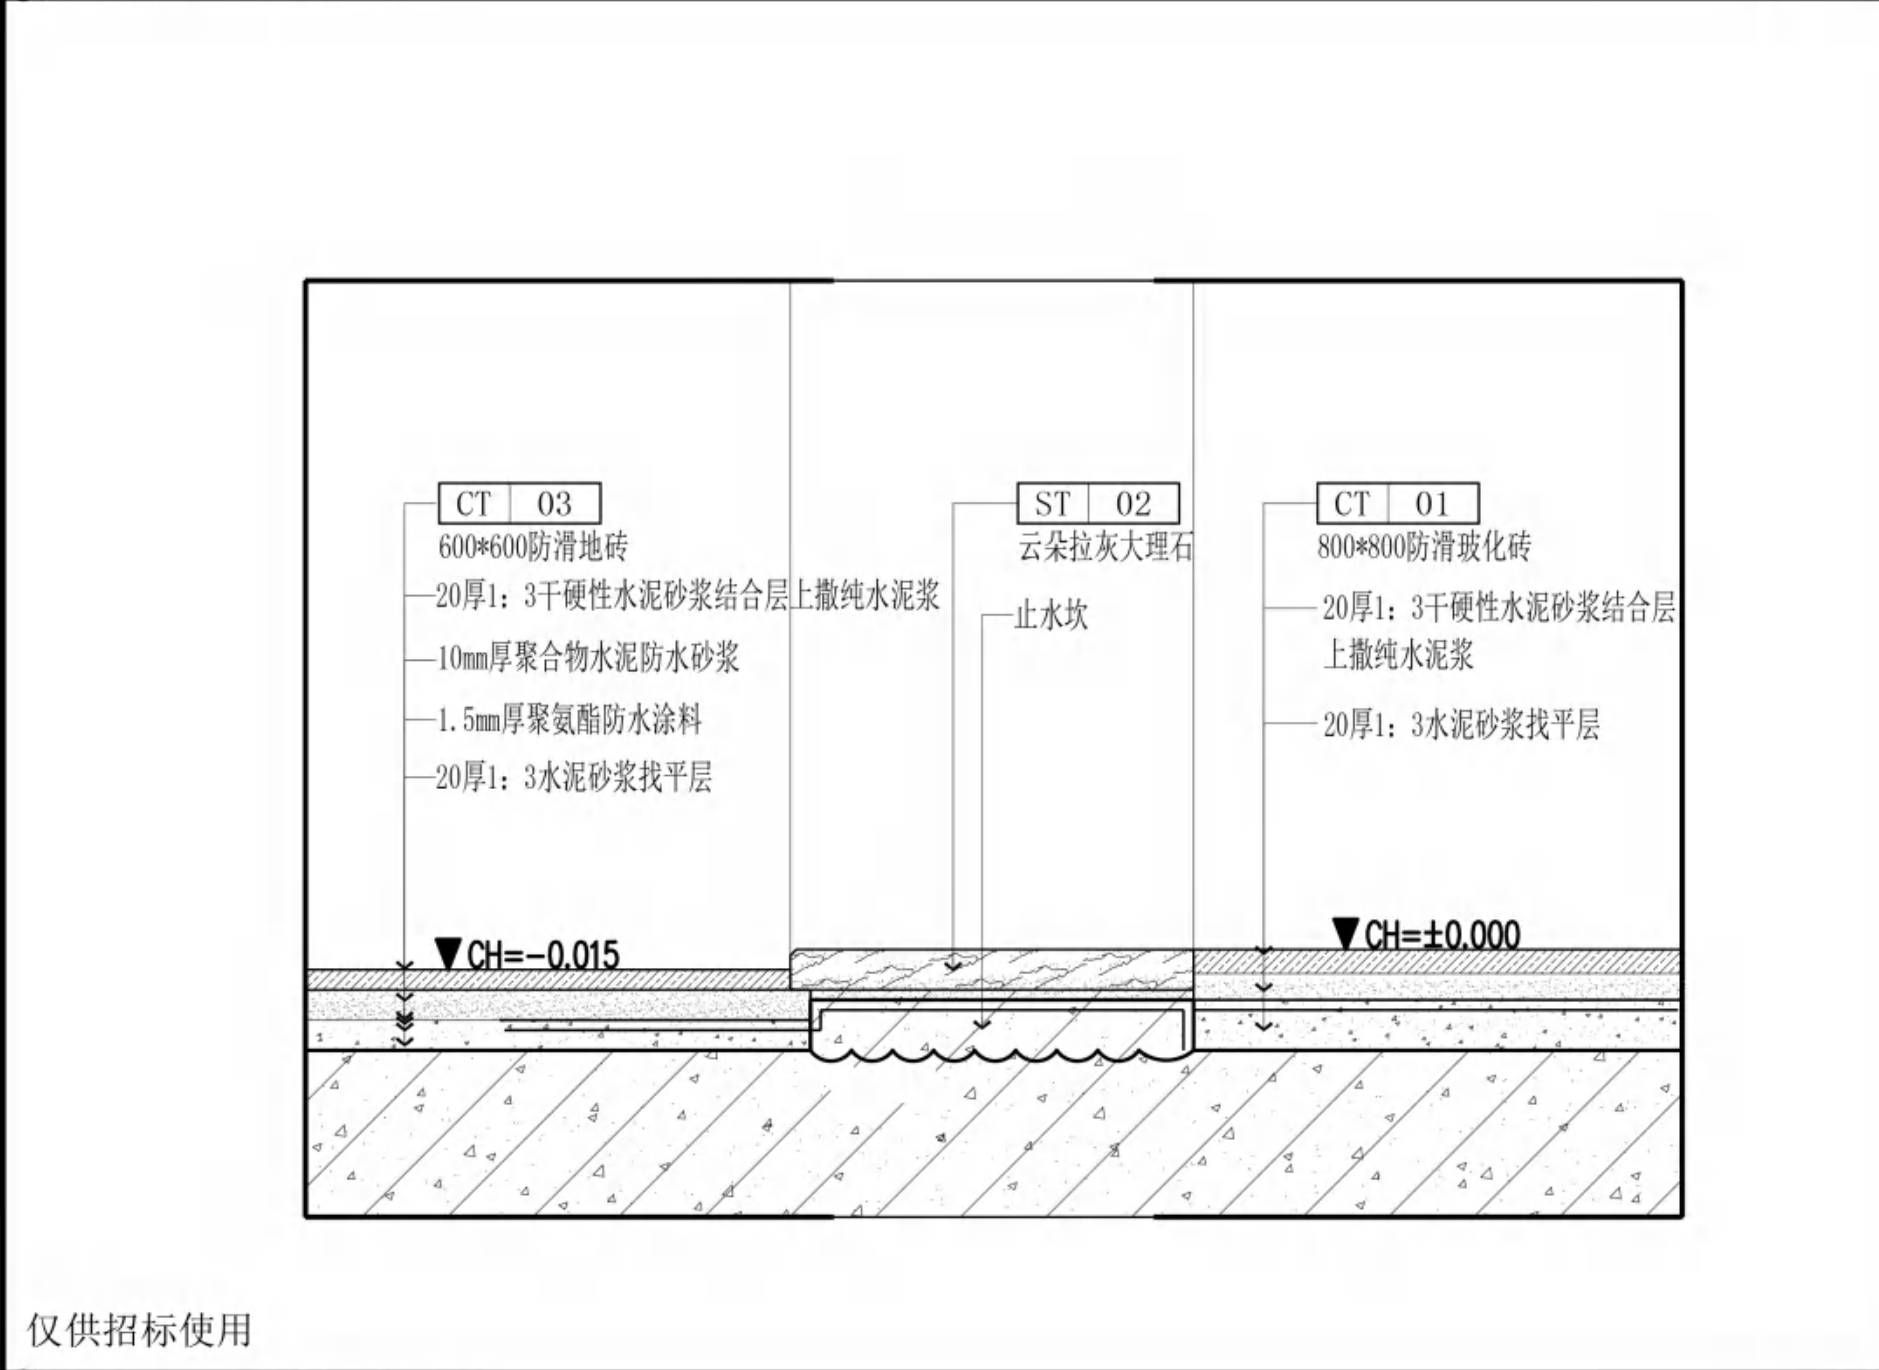 CT 03
600*600防滑地砖
20厚1：3干硬性水泥砂浆结合层上撒纯水泥浆
10mm厚聚合物水泥防水砂浆
1.5mm厚聚氨酯防水涂料
20厚1：3水泥砂浆找平层
ST 02
云朵拉灰大理石
止水坎
CT 01
800*800防滑玻化砖
20厚1：3干硬性水泥砂浆结合层
上撒纯水泥浆
20厚1：3水泥砂浆找平层
CH=-0.015
CH=±0.000
仅供招标使用